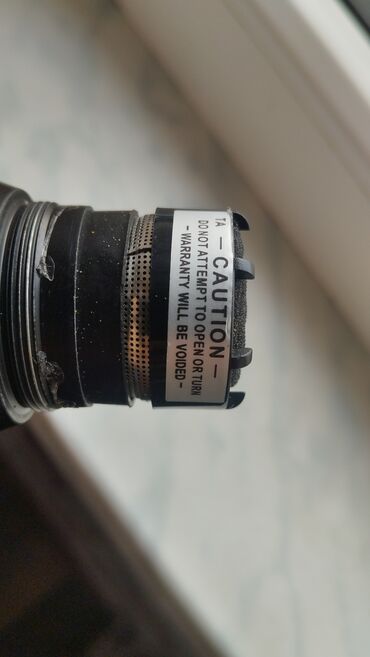 TA
— CAUTION —
DO NOT ATTEMPT TO OPEN OR TURN
- WARRANTY WILL BE VOIDED -